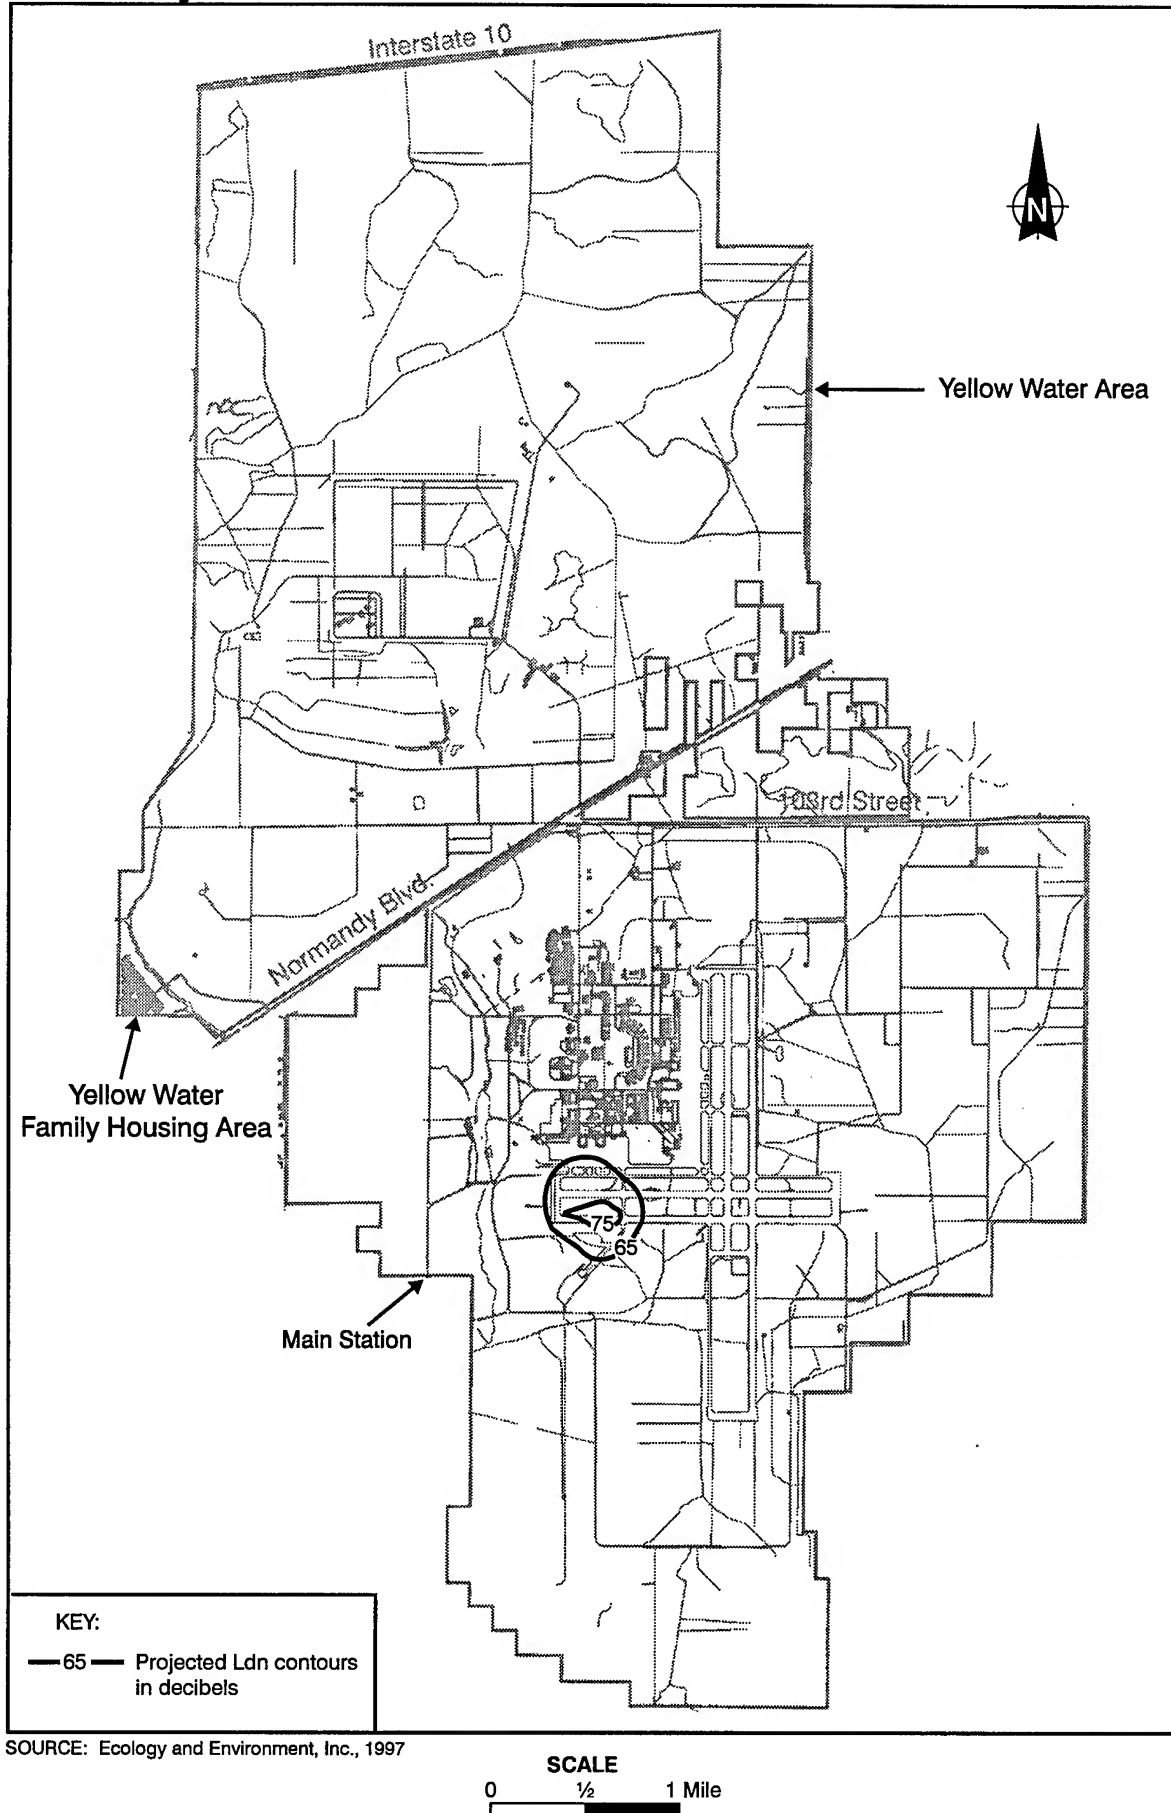 Interstate 10
N
Yellow Water Area
103rd Street
Normandy Blvd.
Yellow Water
Family Housing Area
75
65
Main Station
KEY:
65 Projected Ldn contours
in decibels
SOURCE: Ecology and Environment, Inc., 1997
SCALE
0 ½ 1 Mile